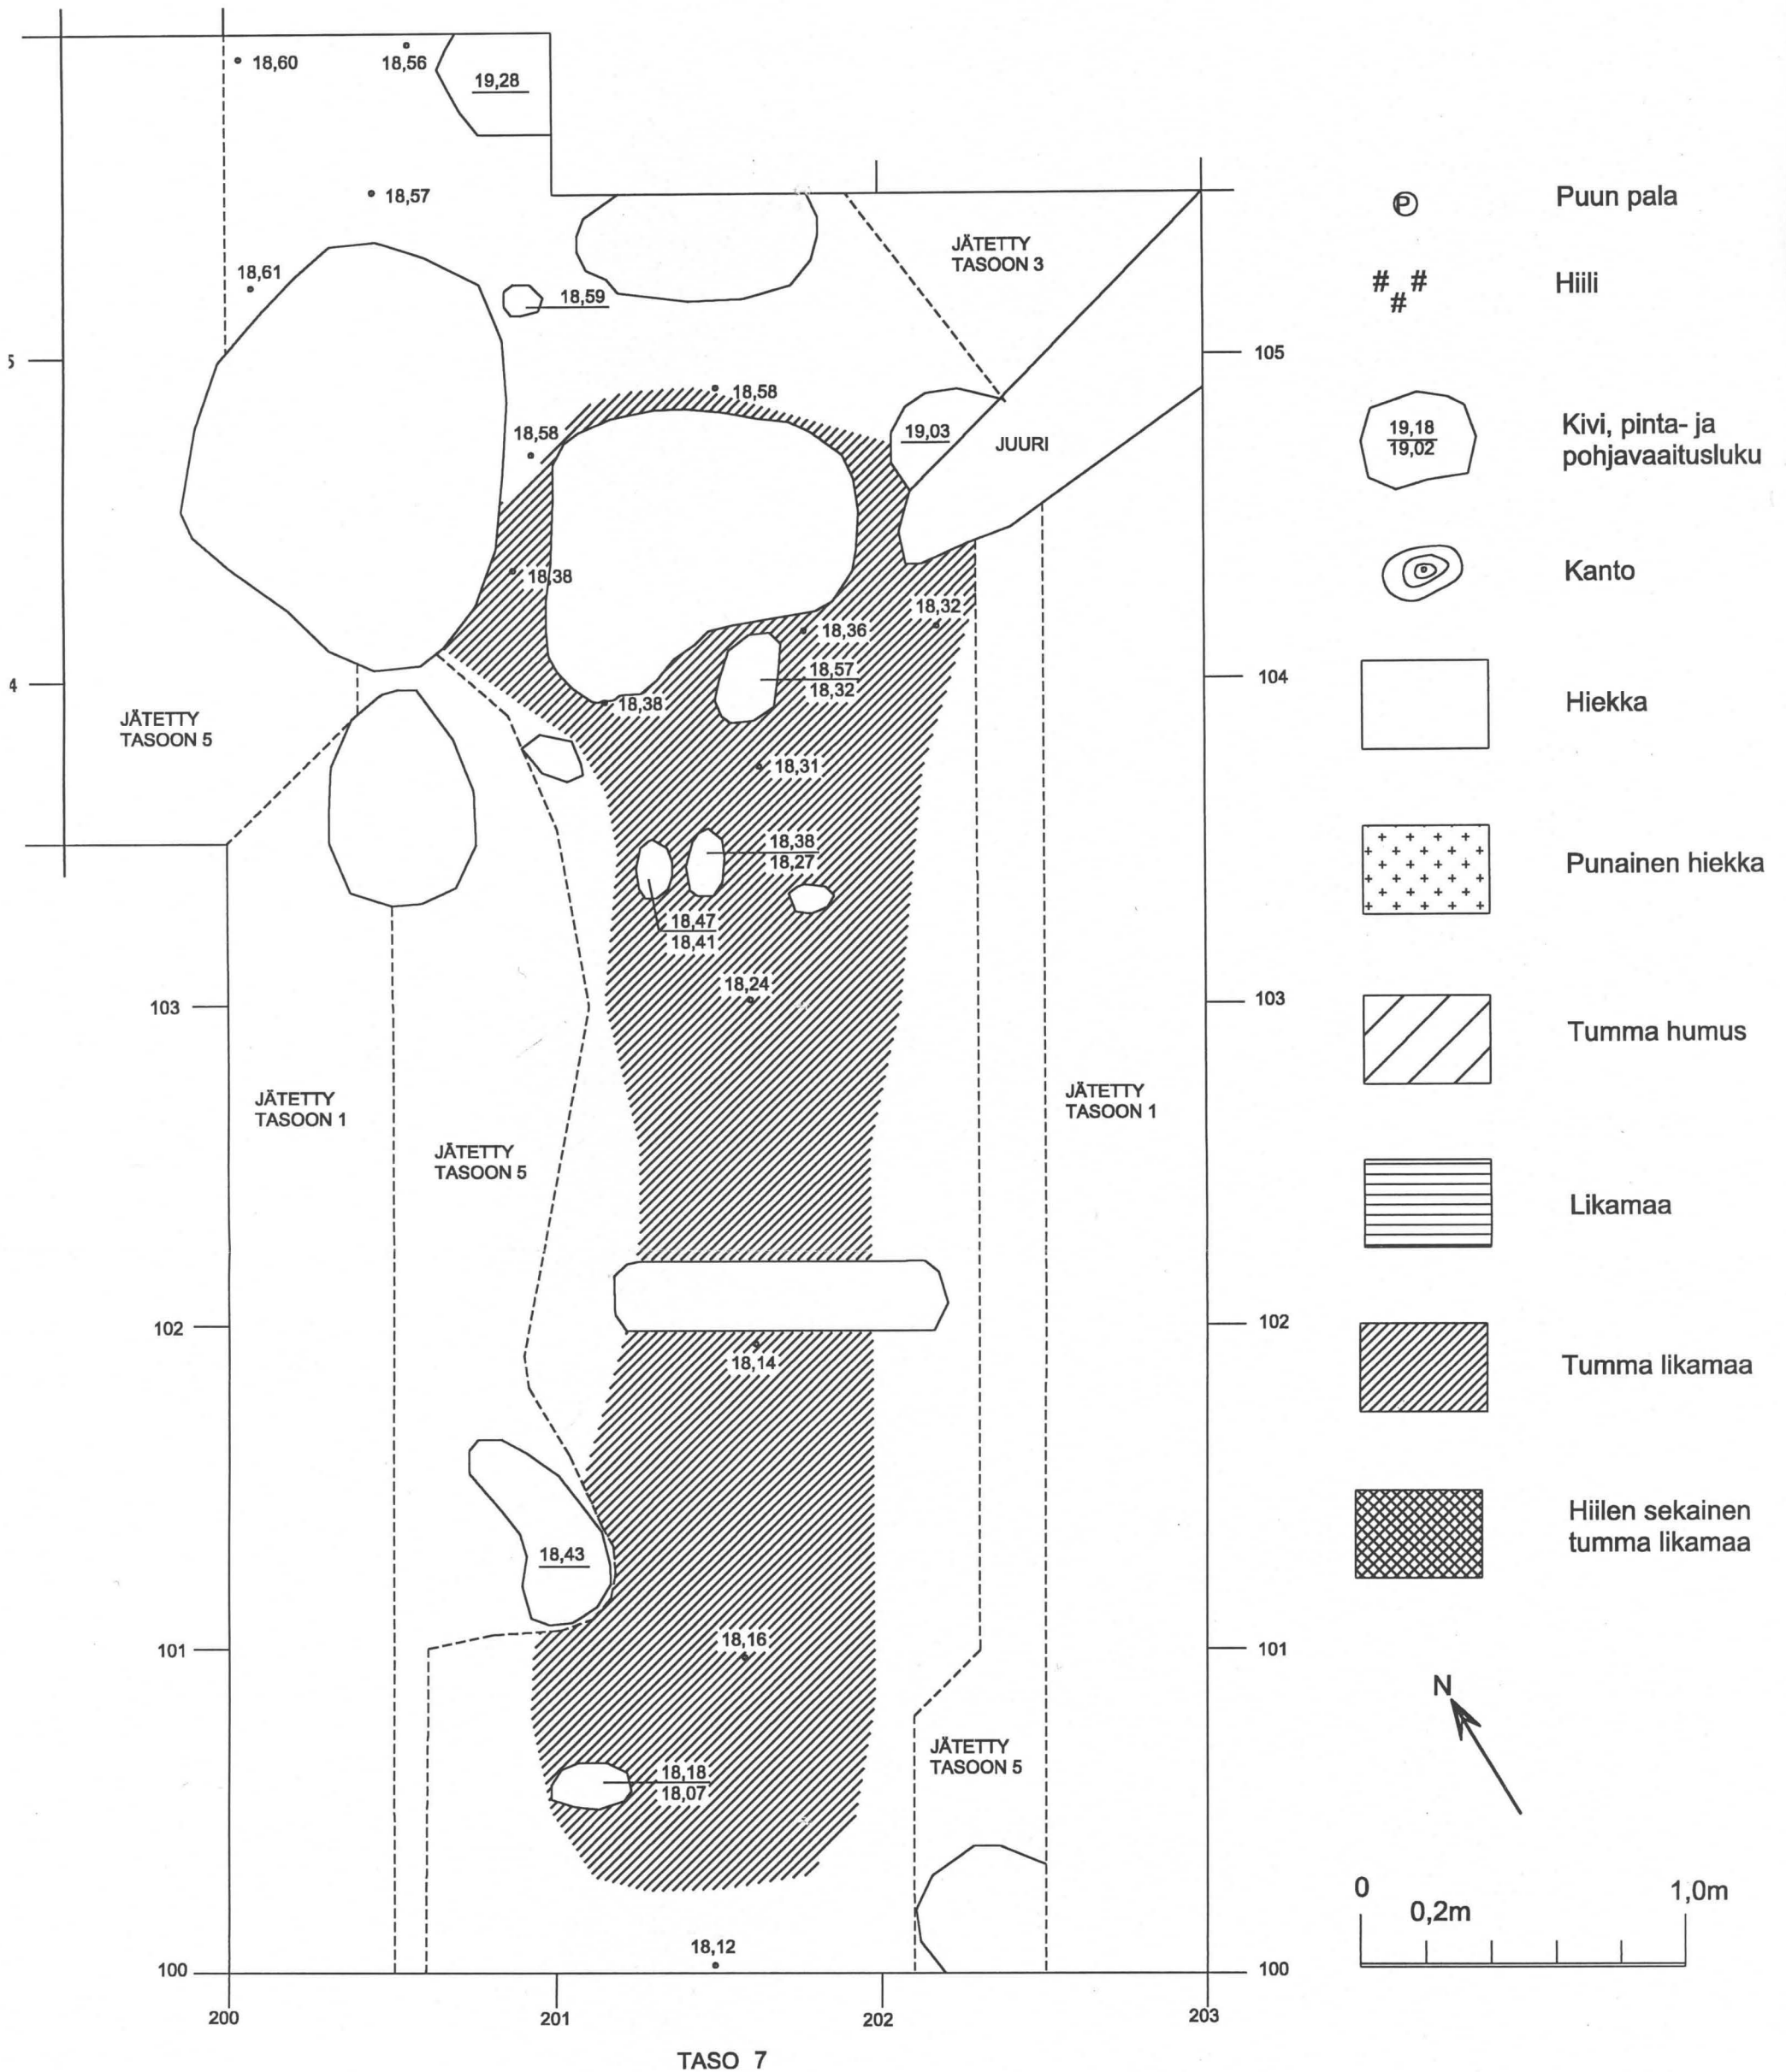 18,60
18,56
19,28
18,57
18,61
18,59
JÄTETTY
TASOON 3
5
105
18,58
18,58
19,03
JUURI
18,38
18,32
18,36
18,57
18,32
18,38
4
104
JÄTETTY
TASOON 5
18,31
18,38
18,27
18,47
18,41
18,24
103
103
JÄTETTY
TASOON 1
JÄTETTY
TASOON 5
JÄTETTY
TASOON 1
102
102
18,14
18,43
101
101
18,16
JÄTETTY
TASOON 5
18,18
18,07
18,12
100
100
200
201
202
203
TASO 7
P
Puun pala
# #
#
Hiili
19,18
19,02
Kivi, pinta- ja
pohjavaaitusluku
Kanto
Hiekka
Punainen hiekka
Tumma humus
Likamaa
Tumma likamaa
Hiilen sekainen
tumma likamaa
N
0
1,0m
0,2m